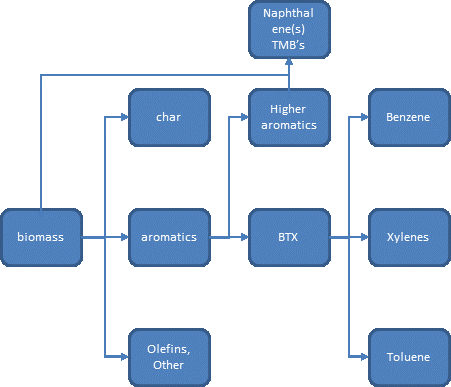 Naphthal
ene(s)
TMB's
char
Higher
aromatics
Benzene
biomass
aromatics
BTX
Xylenes
Olefins,
Other
Toluene